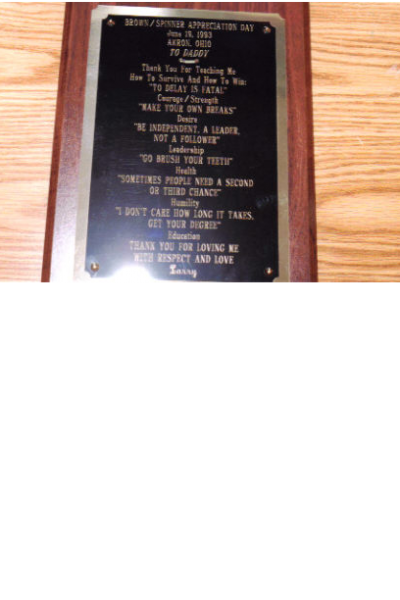 BROWN/SPINNER APPRECIATION DAY
June 19, 1993
AKRON, OHIO
TO DADDY
Thank You For Teaching Me
How To Survive And How To Win:
"TO DELAY IS FATAL"
Courage/Strength
"MAKE YOUR OWN BREAKS"
Desire
"BE INDEPENDENT, A LEADER,
NOT A FOLLOWER"
Leadership
"GO BRUSH YOUR TEETH"
Health
"SOMETIMES PEOPLE NEED A SECOND
OR THIRD CHANCE"
Humility
"I DON'T CARE HOW LONG IT TAKES,
GET YOUR DEGREE"
Education
THANK YOU FOR LOVING ME
WITH RESPECT AND LOVE
Larry